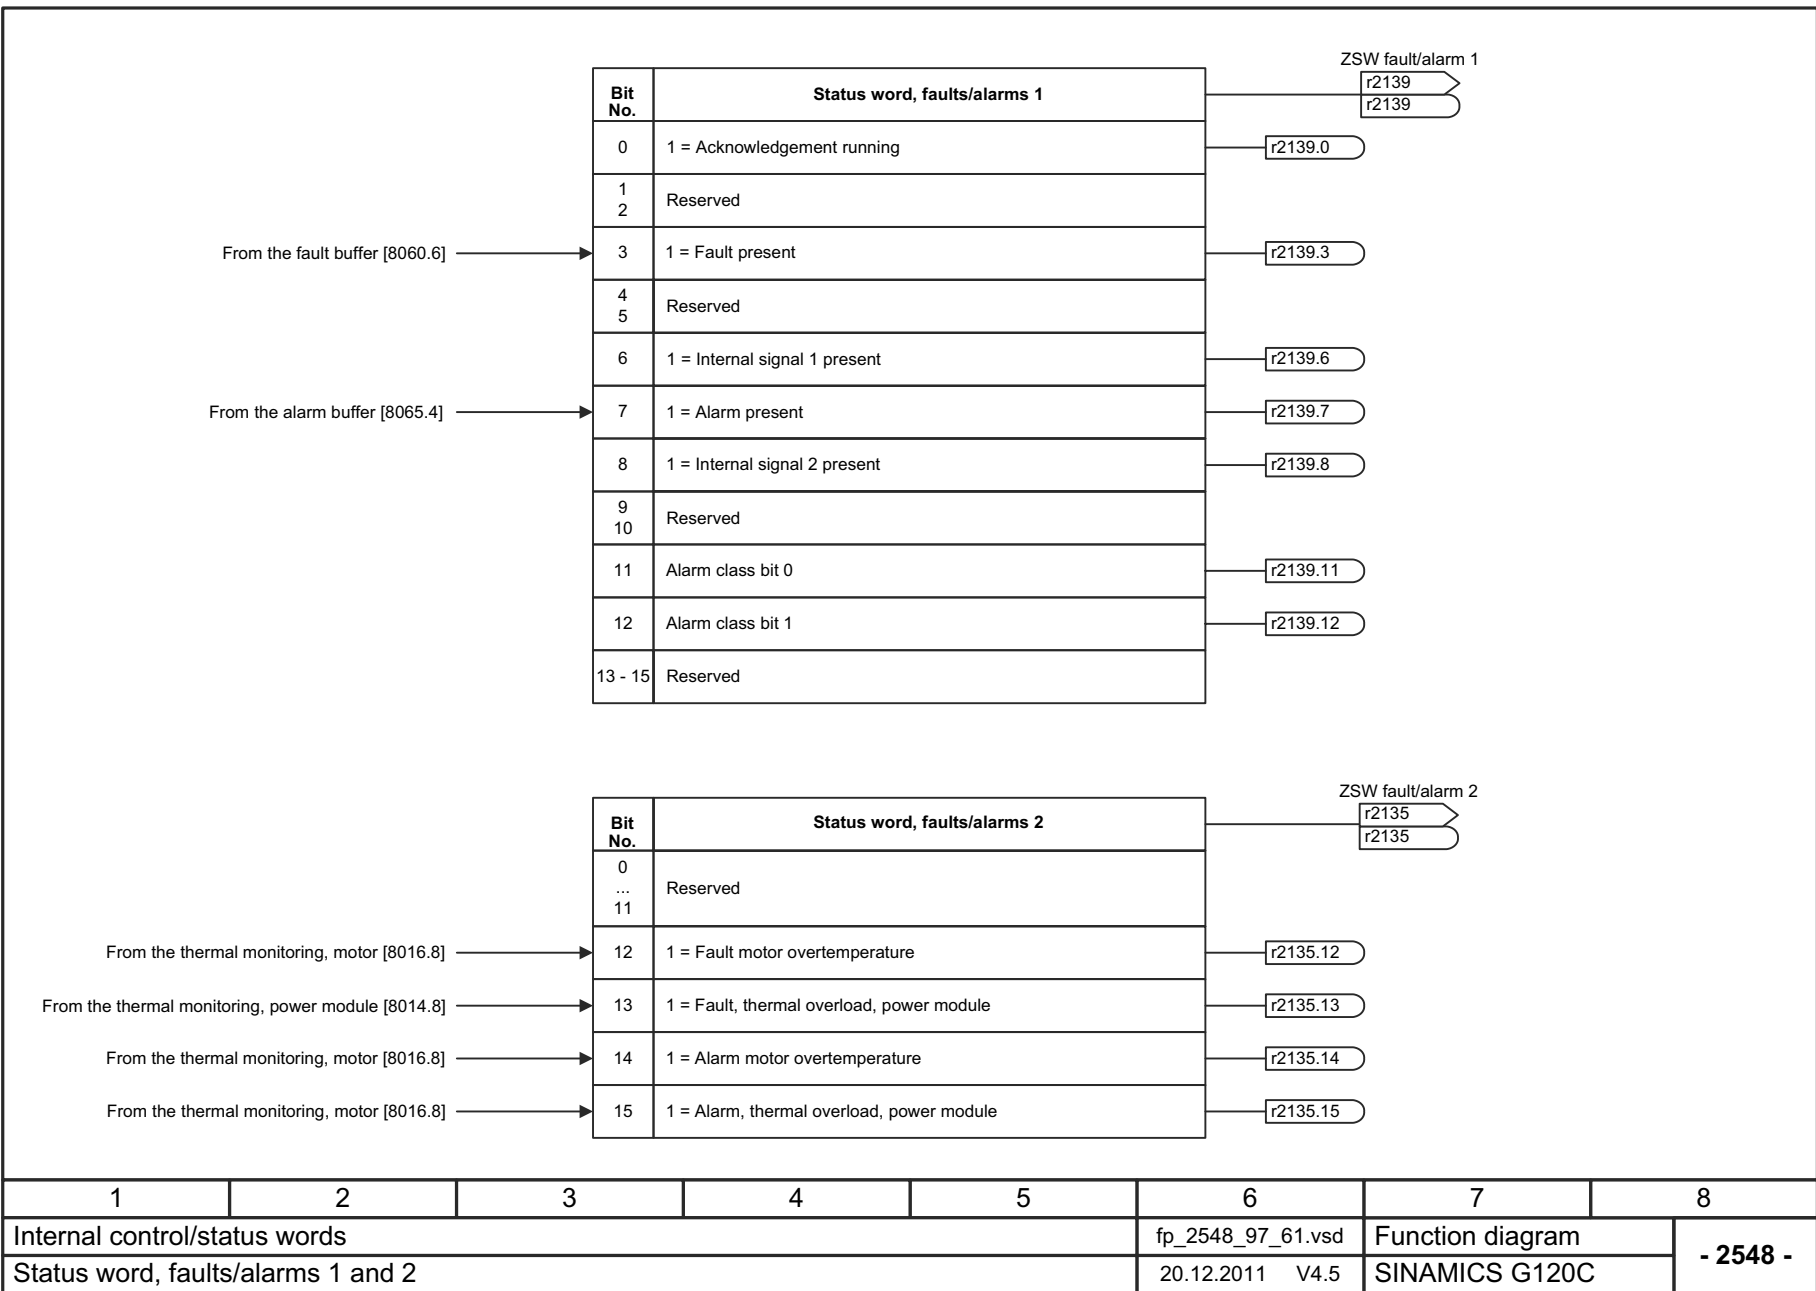 ZSW fault/alarm 1
r2139
r2139
Bit No. Status word, faults/alarms 1
0 1 = Acknowledgement running r2139.0
1
2
Reserved
From the fault buffer [8060.6] 3 1 = Fault present r2139.3
4
5
Reserved
6 1 = Internal signal 1 present r2139.6
From the alarm buffer [8065.4] 7 1 = Alarm present r2139.7
8 1 = Internal signal 2 present r2139.8
9
10
Reserved
11 Alarm class bit 0 r2139.11
12 Alarm class bit 1 r2139.12
13 - 15 Reserved
ZSW fault/alarm 2
r2135
r2135
Bit No. Status word, faults/alarms 2
0
...
11
Reserved
From the thermal monitoring, motor [8016.8] 12 1 = Fault motor overtemperature r2135.12
From the thermal monitoring, power module [8014.8] 13 1 = Fault, thermal overload, power module r2135.13
From the thermal monitoring, motor [8016.8] 14 1 = Alarm motor overtemperature r2135.14
From the thermal monitoring, motor [8016.8] 15 1 = Alarm, thermal overload, power module r2135.15
1 2 3 4 5 6 7 8
Internal control/status words fp_2548_97_61.vsd Function diagram
- 2548 -
Status word, faults/alarms 1 and 2 20.12.2011 V4.5 SINAMICS G120C